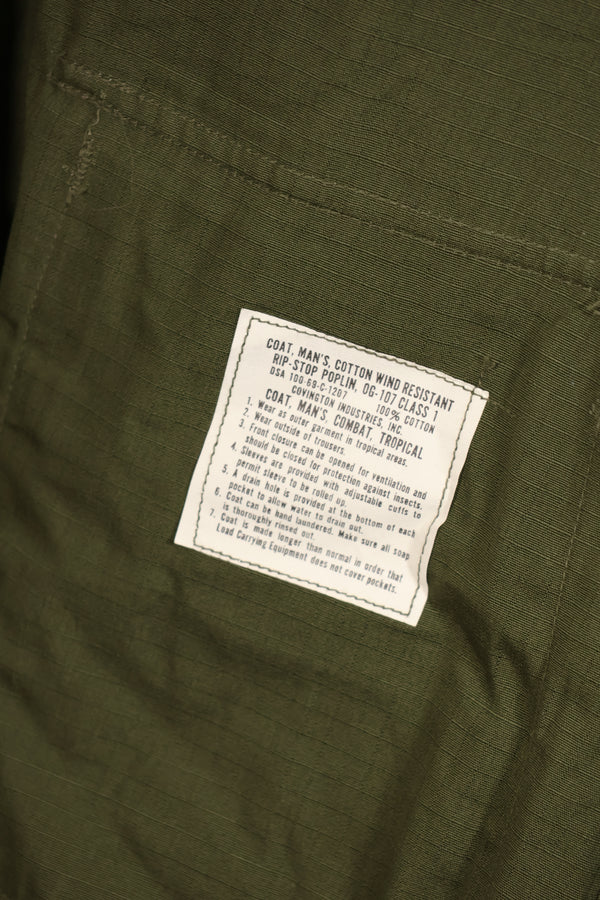 COAT, MAN'S, COTTON WIND RESISTANT
RIP-STOP POPLIN, OG-107 CLASS 1
DSA 100-69-C-1207 100% COTTON
COVINGTON INDUSTRIES, INC.
COAT, MAN'S, COMBAT, TROPICAL
1. Wear as outer garment in tropical areas.
2. Wear outside of trousers.
3. Front closure can be opened for ventilation and
should be closed for protection against insects.
4. Sleeves are provided with adjustable cuffs to
permit sleeve to be rolled up.
5. A drain hole is provided at the bottom of each
pocket to allow water to drain out.
6. Coat can be hand laundered. Make sure all soap
is thoroughly rinsed out.
7. Coat is made longer than normal in order that
Load Carrying Equipment does not cover pockets.